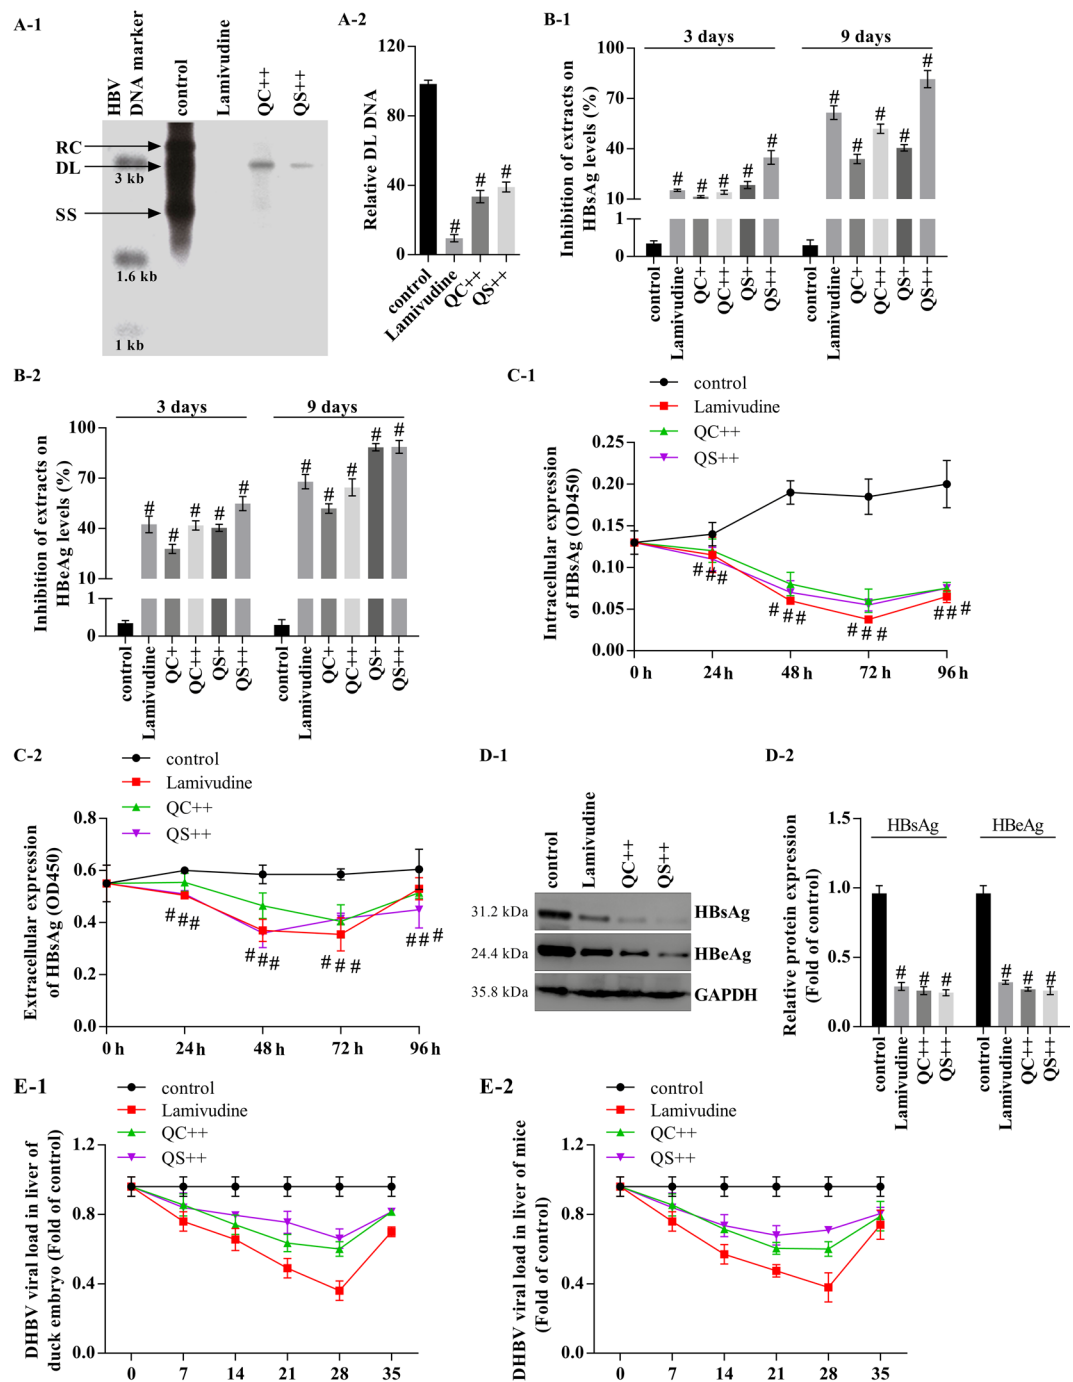 A-1
HBV
DNA marker
control
Lamivudine
QC++
QS++
RC
DL
SS
3 kb
1.6 kb
1 kb
A-2
Relative DL DNA
120
80
40
0
control
Lamivudine
QC++
QS++
#
#
#
B-1
3 days
9 days
Inhibition of extracts on
HBsAg levels (%)
100
70
40
10
1
0
# # # # #
# # # # #
control
Lamivudine
QC+
QC++
QS+
QS++
control
Lamivudine
QC+
QC++
QS+
QS++
B-2
3 days
9 days
Inhibition of extracts on
HBeAg levels (%)
100
70
40
10
1
0
# # # # #
# # # # #
control
Lamivudine
QC+
QC++
QS+
QS++
control
Lamivudine
QC+
QC++
QS+
QS++
C-1
control
Lamivudine
QC++
QS++
Intracellular expression
of HBsAg (OD450)
0.25
0.20
0.15
0.10
0.05
0.00
# # #
# # #
# # #
## #
0 h 24 h 48 h 72 h 96 h
C-2
control
Lamivudine
QC++
QS++
Extracellular expression
of HBsAg (OD450)
0.8
0.6
0.4
0.2
0.0
# # #
# # #
# # #
## #
0 h 24 h 48 h 72 h 96 h
D-1
control
Lamivudine
QC++
QS++
31.2 kDa HBsAg
24.4 kDa HBeAg
35.8 kDa GAPDH
D-2
HBsAg HBeAg
Relative protein expression
(Fold of control)
1.5
1.0
0.5
0.0
# # #
# # #
control
Lamivudine
QC++
QS++
control
Lamivudine
QC++
QS++
E-1
control
Lamivudine
QC++
QS++
DHBV viral load in liver of
duck embryo (Fold of control)
1.2
0.8
0.4
0.0
0 7 14 21 28 35
E-2
control
Lamivudine
QC++
QS++
DHBV viral load in liver of mice
(Fold of control)
1.2
0.8
0.4
0.0
0 7 14 21 28 35